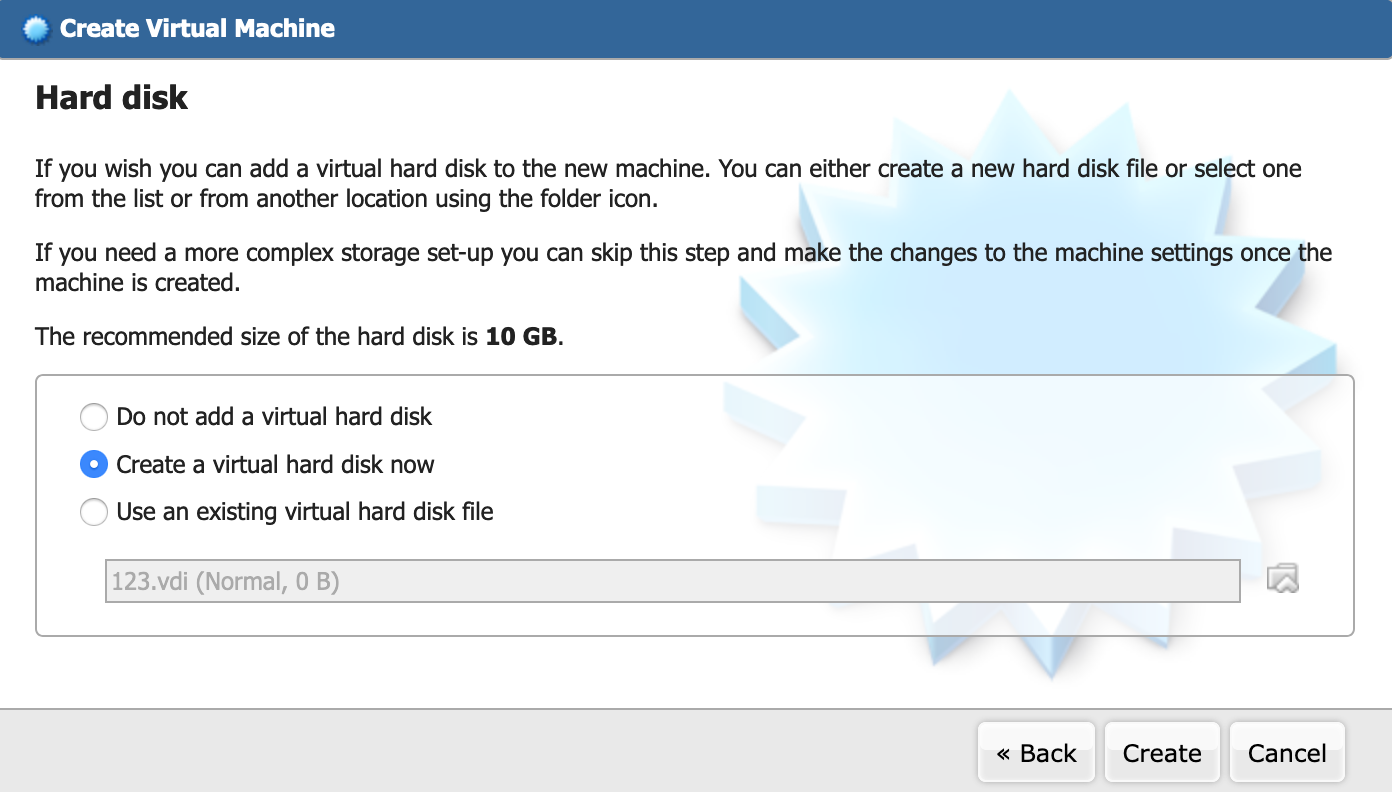 Create Virtual Machine
Hard disk
If you wish you can add a virtual hard disk to the new machine. You can either create a new hard disk file or select one
from the list or from another location using the folder icon.
If you need a more complex storage set-up you can skip this step and make the changes to the machine settings once the
machine is created.
The recommended size of the hard disk is 10 GB.
Do not add a virtual hard disk
Create a virtual hard disk now
Use an existing virtual hard disk file
123.vdi (Normal, 0 B)
« Back Create Cancel